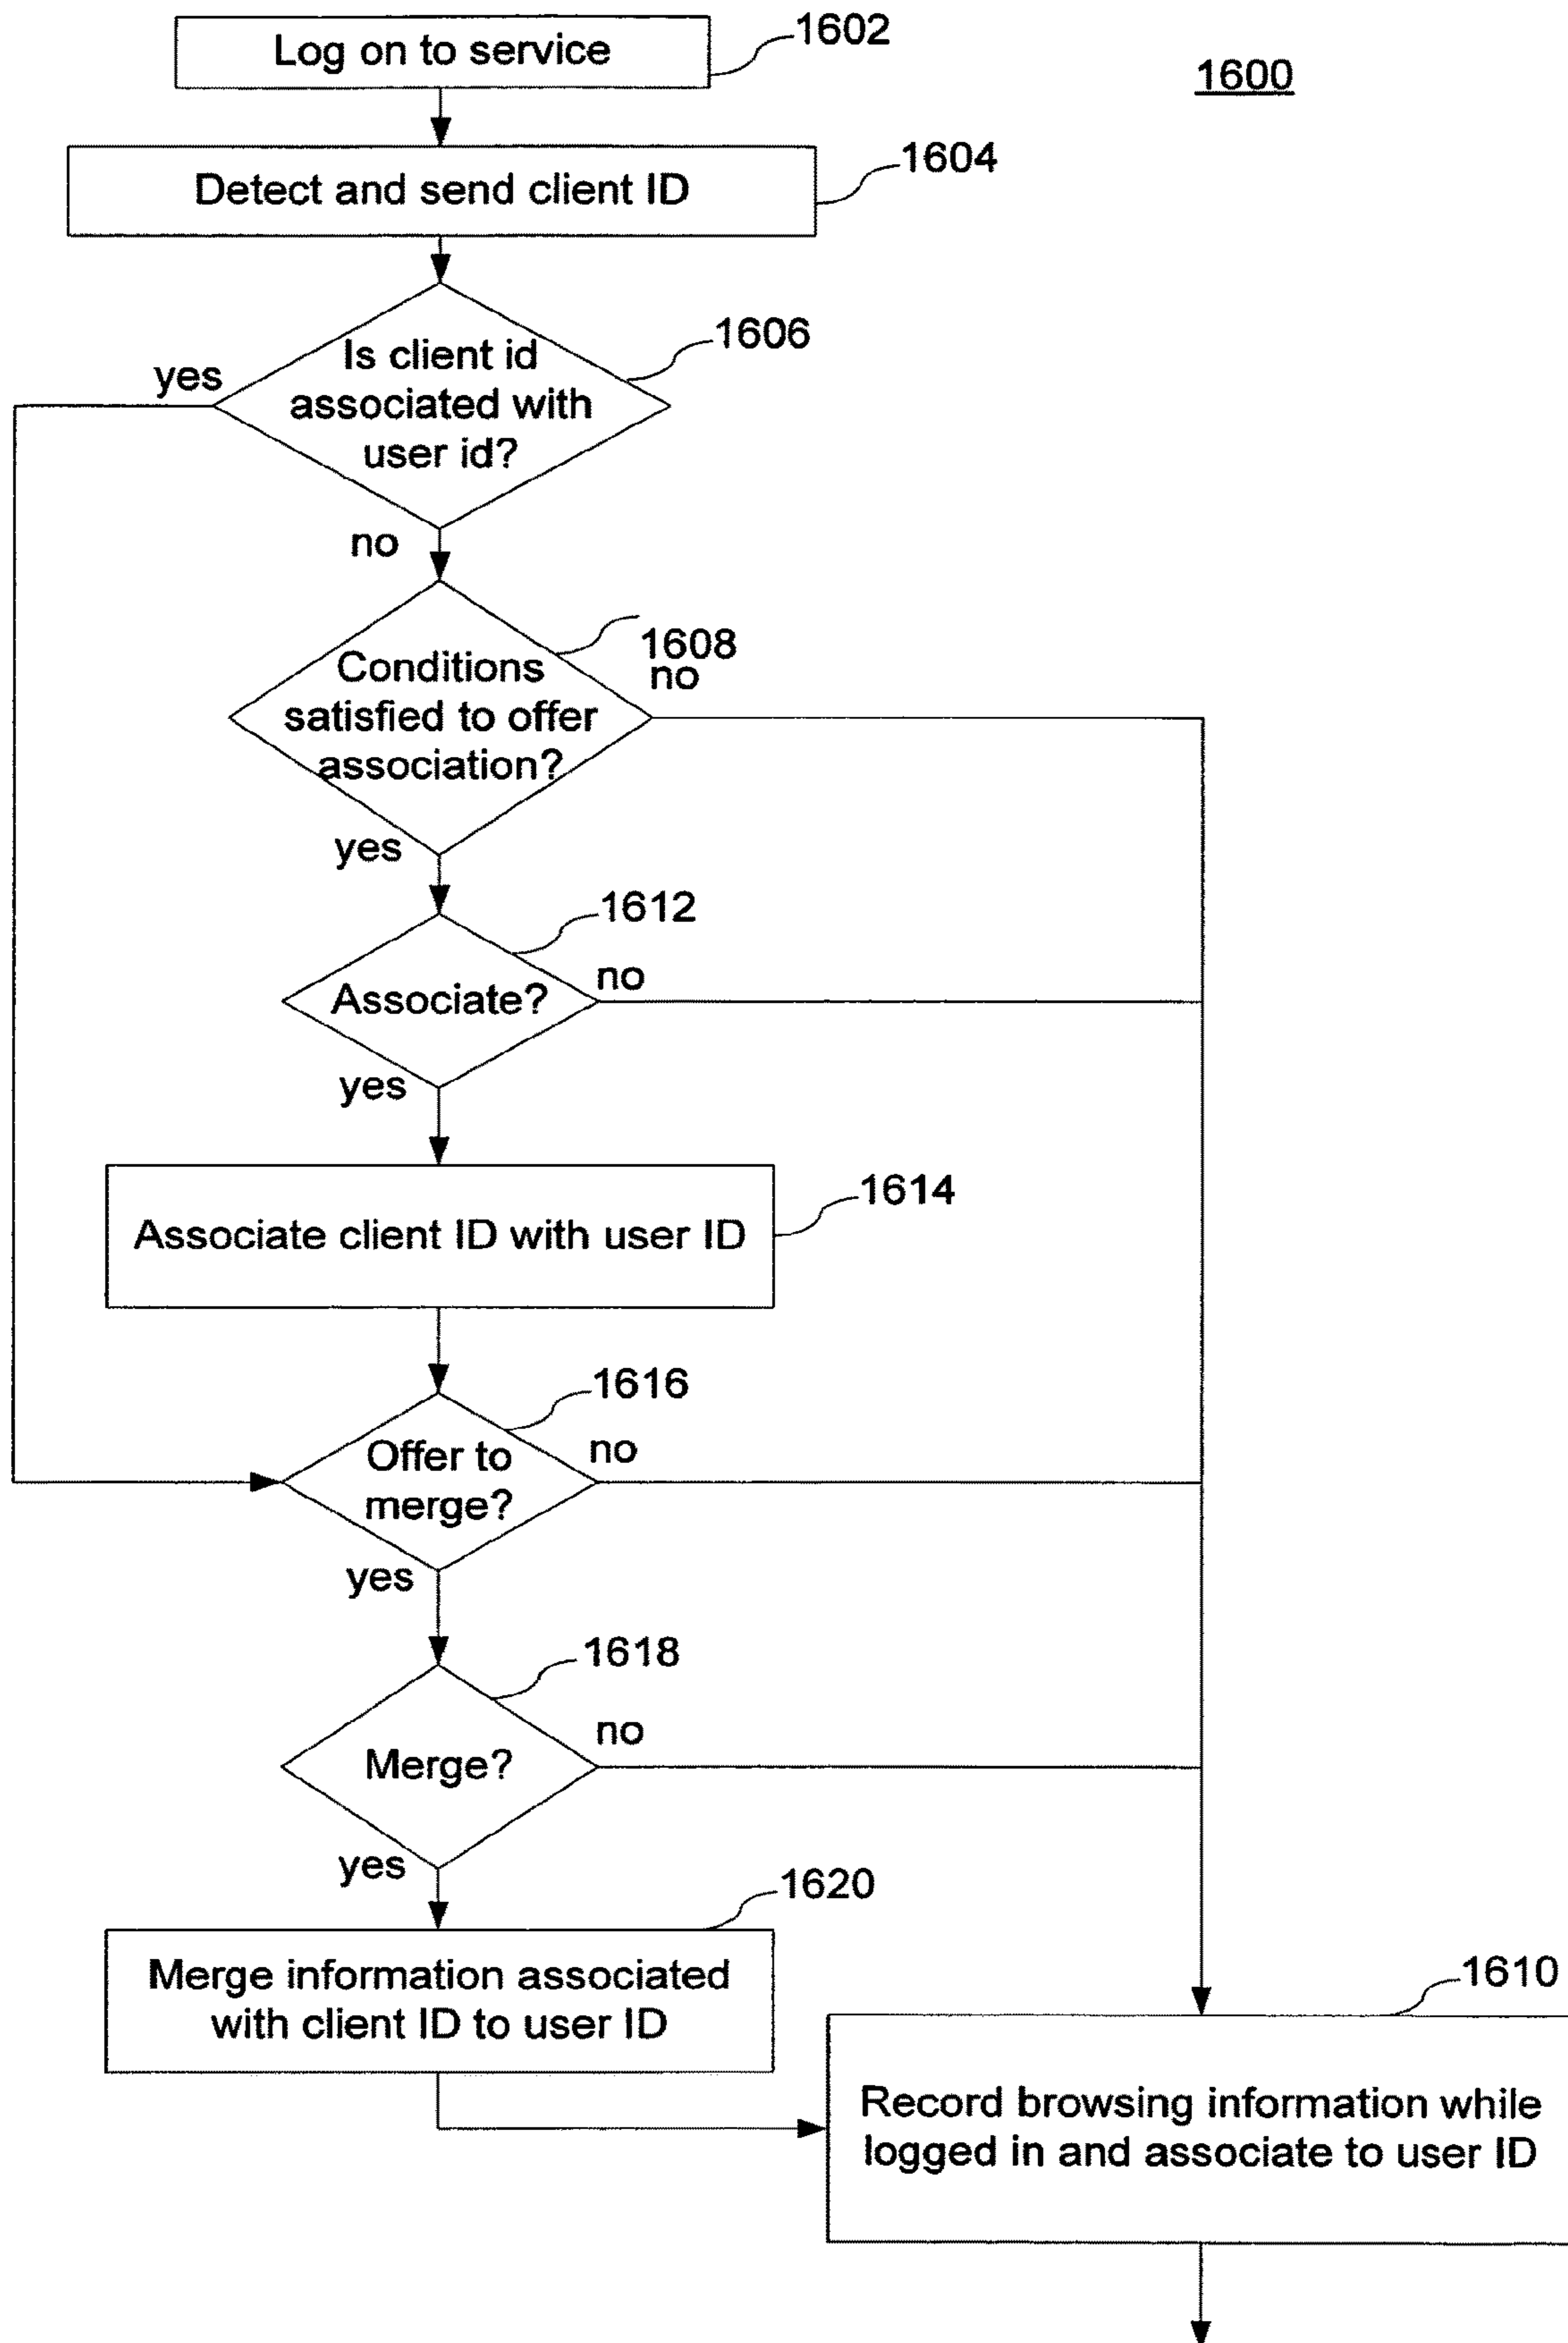 Log on to service
1602
1600
Detect and send client ID
1604
Is client id
associated with
user id?
1606
yes
no
Conditions
satisfied to offer
association?
1608
no
yes
Associate?
1612
no
yes
Associate client ID with user ID
1614
Offer to
merge?
1616
no
yes
Merge?
1618
no
yes
Merge information associated
with client ID to user ID
1620
1610
Record browsing information while
logged in and associate to user ID